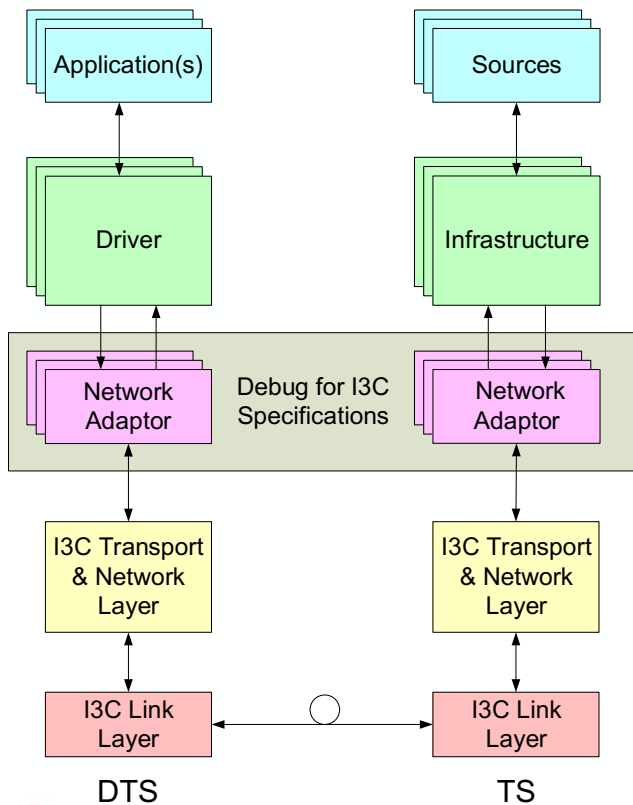 Application(s)
Sources
Driver
Infrastructure
Network
Adaptor
Debug for I3C
Specifications
Network
Adaptor
I3C Transport
& Network
Layer
I3C Transport
& Network
Layer
I3C Link
Layer
I3C Link
Layer
DTS
TS